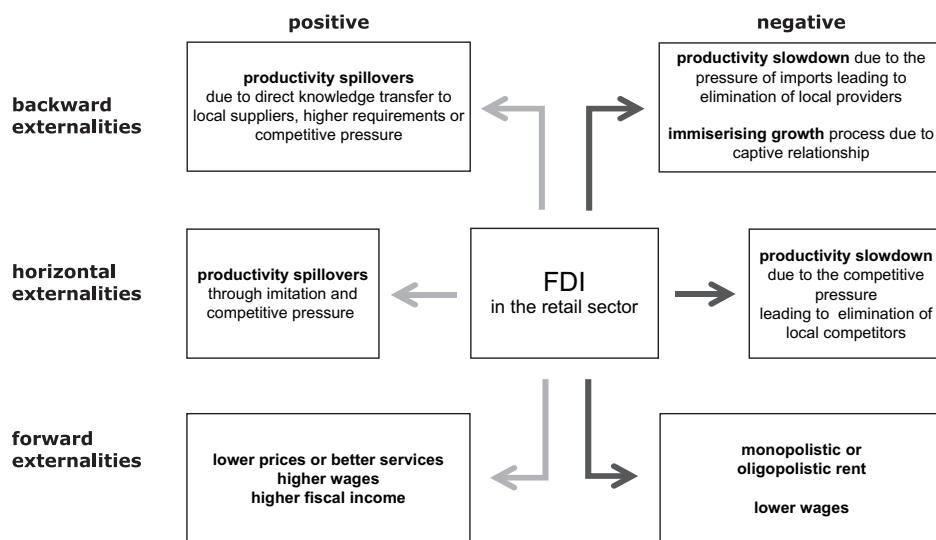 positive
negative
backward
externalities
productivity spillovers
due to direct knowledge transfer to
local suppliers, higher requirements or
competitive pressure
productivity slowdown due to the
pressure of imports leading to
elimination of local providers
immiserising growth process due to
captive relationship
horizontal
externalities
productivity spillovers
through imitation and
competitive pressure
FDI
in the retail sector
productivity slowdown
due to the competitive
pressure
leading to elimination of
local competitors
forward
externalities
lower prices or better services
higher wages
higher fiscal income
monopolistic or
oligopolistic rent
lower wages